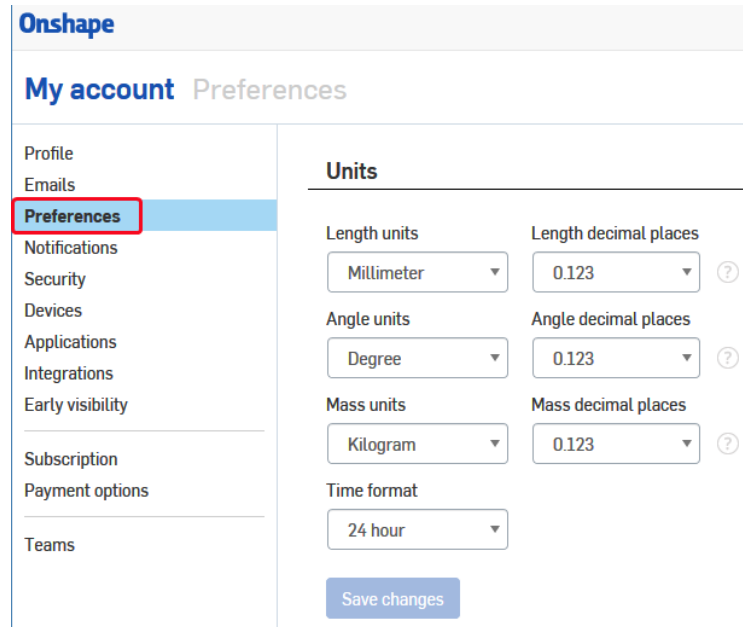 Onshape
My account Preferences
Profile
Emails
Preferences
Notifications
Security
Devices
Applications
Integrations
Early visibility
Subscription
Payment options
Teams
Units
Length units Length decimal places
Millimeter 0.123 ?
Angle units Angle decimal places
Degree 0.123 ?
Mass units Mass decimal places
Kilogram 0.123 ?
Time format
24 hour
Save changes